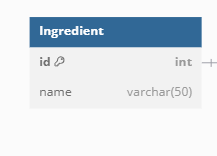 Ingredient
id int
name varchar(50)